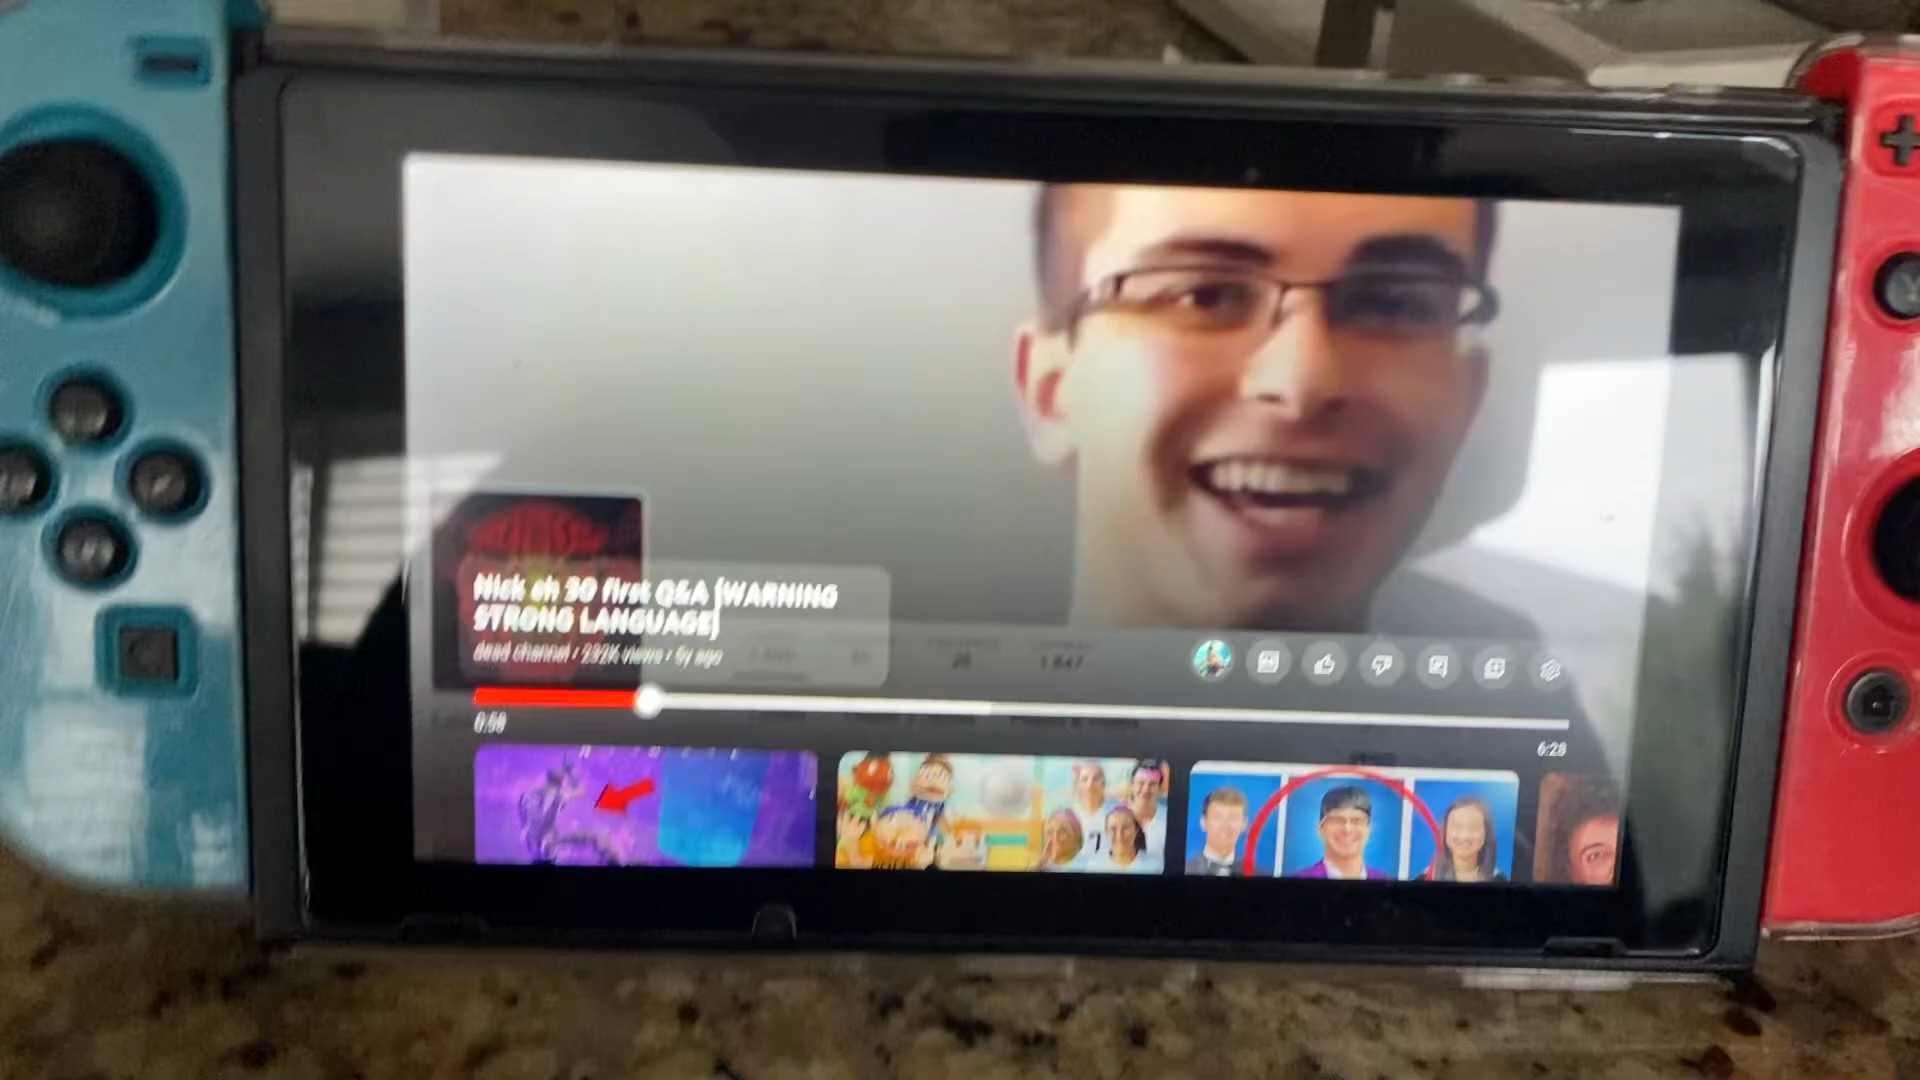 Nick eh 30 first Q&A [WARNING
STRONG LANGUAGE]
dead channel • 232K views • 5y ago
0:58
6:28
Y